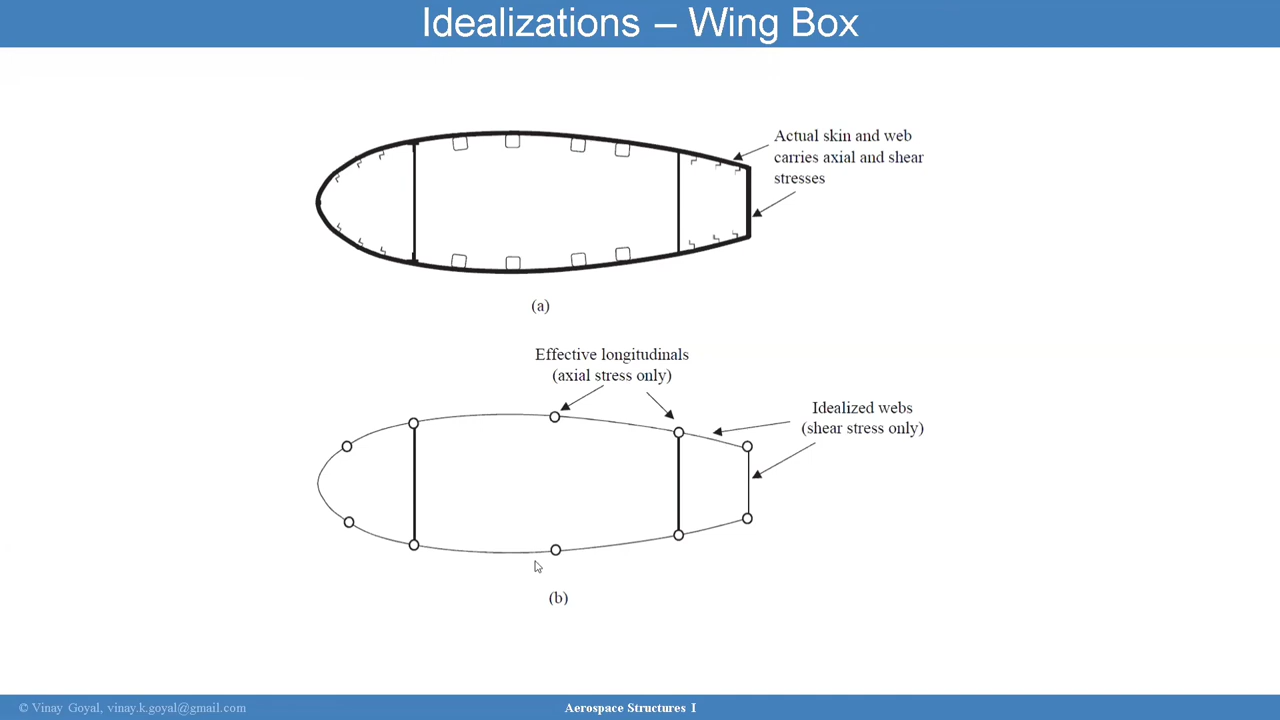 Idealizations – Wing Box
Actual skin and web
carries axial and shear
stresses
(a)
Effective longitudinals
(axial stress only)
Idealized webs
(shear stress only)
(b)
© Vinay Goyal, vinay.k.goyal@gmail.com
Aerospace Structures I